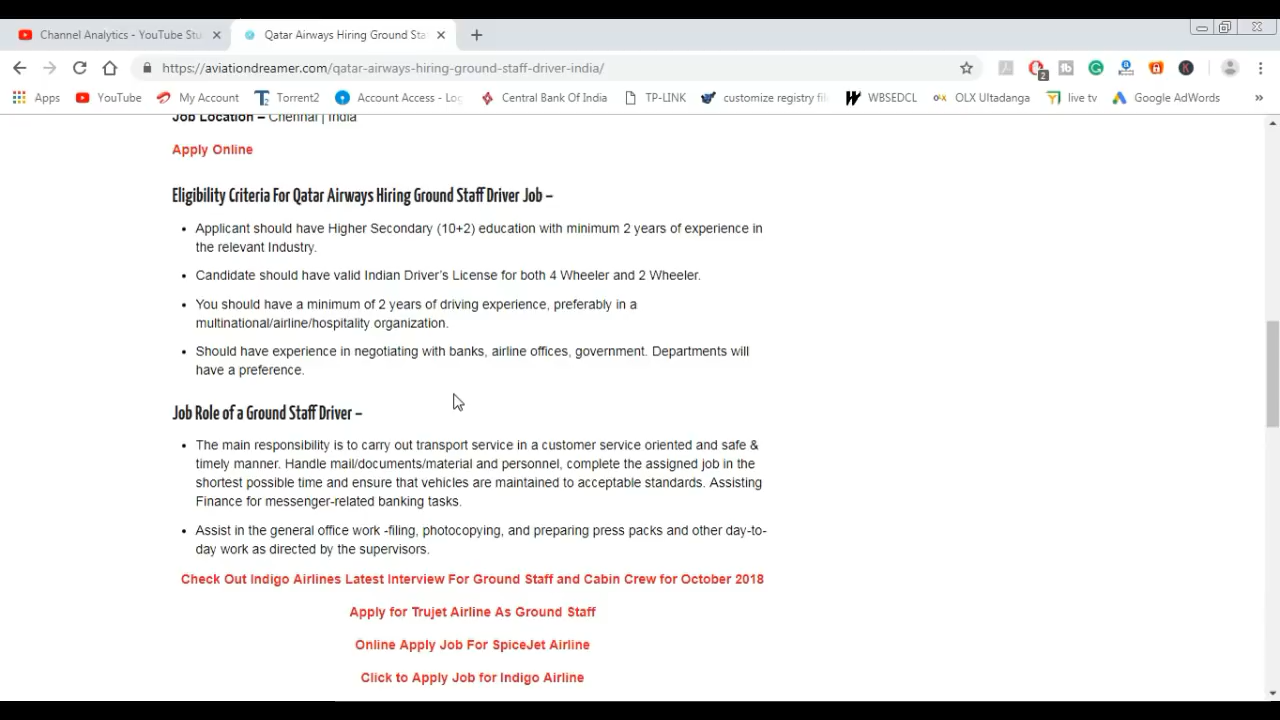 Channel Analytics - YouTube Stu
Qatar Airways Hiring Ground Sta
https://aviationdreamer.com/qatar-airways-hiring-ground-staff-driver-india/
2
fb
K
Apps
YouTube
My Account
Torrent2
Account Access - Log
Central Bank Of India
TP-LINK
customize registry fil
WBSEDCL
OLX Ultadanga
live tv
Google AdWords
»
Job Location – Chennai | India
Apply Online
Eligibility Criteria For Qatar Airways Hiring Ground Staff Driver Job –
• Applicant should have Higher Secondary (10+2) education with minimum 2 years of experience in
the relevant Industry.
• Candidate should have valid Indian Driver's License for both 4 Wheeler and 2 Wheeler.
• You should have a minimum of 2 years of driving experience, preferably in a
multinational/airline/hospitality organization.
• Should have experience in negotiating with banks, airline offices, government. Departments will
have a preference.
Job Role of a Ground Staff Driver –
• The main responsibility is to carry out transport service in a customer service oriented and safe &
timely manner. Handle mail/documents/material and personnel, complete the assigned job in the
shortest possible time and ensure that vehicles are maintained to acceptable standards. Assisting
Finance for messenger-related banking tasks.
• Assist in the general office work -filing, photocopying, and preparing press packs and other day-to-
day work as directed by the supervisors.
Check Out Indigo Airlines Latest Interview For Ground Staff and Cabin Crew for October 2018
Apply for Trujet Airline As Ground Staff
Online Apply Job For SpiceJet Airline
Click to Apply Job for Indigo Airline